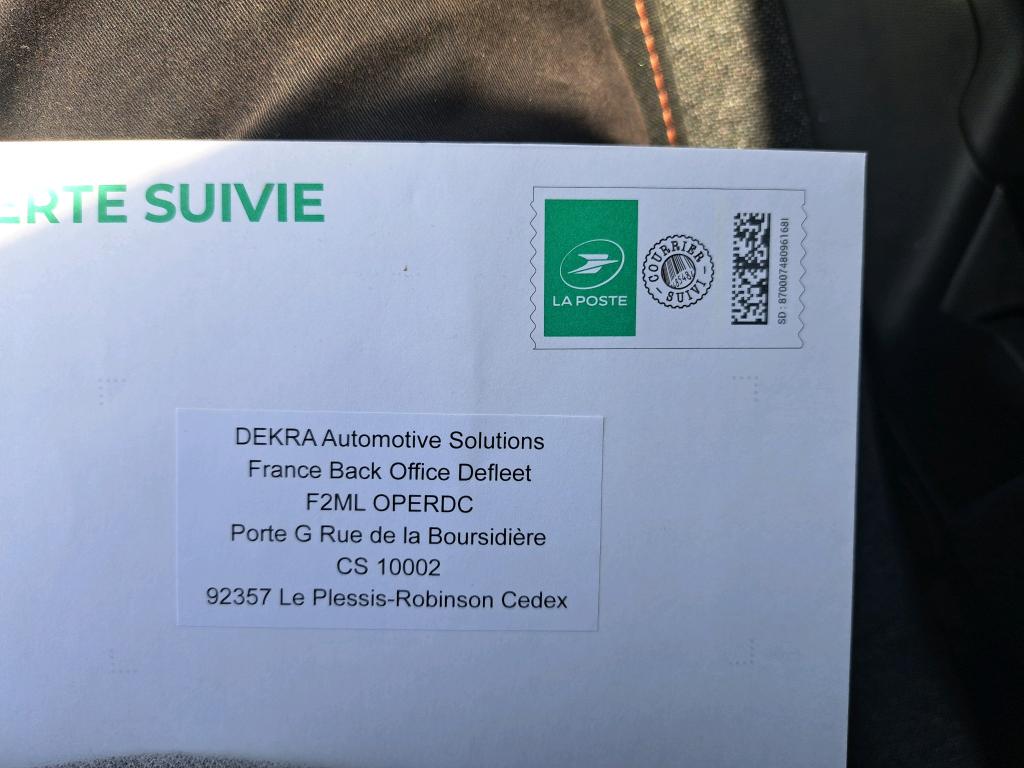 ERTE SUIVIE
LA POSTE
COURRIER
SUIVI
SD : 87000748096168I
DEKRA Automotive Solutions
France Back Office Defleet
F2ML OPERDC
Porte G Rue de la Boursidière
CS 10002
92357 Le Plessis-Robinson Cedex